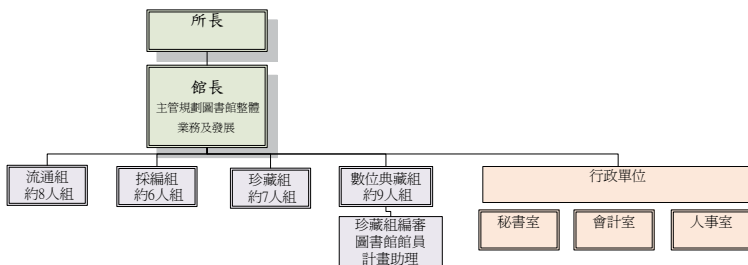 所長
館長
主管規劃圖書館整體
業務及發展
流通組
約8人組
採編組
約6人組
珍藏組
約7人組
數位典藏組
約9人組
行政單位
珍藏組編審
圖書館館員
計畫助理
秘書室
會計室
人事室